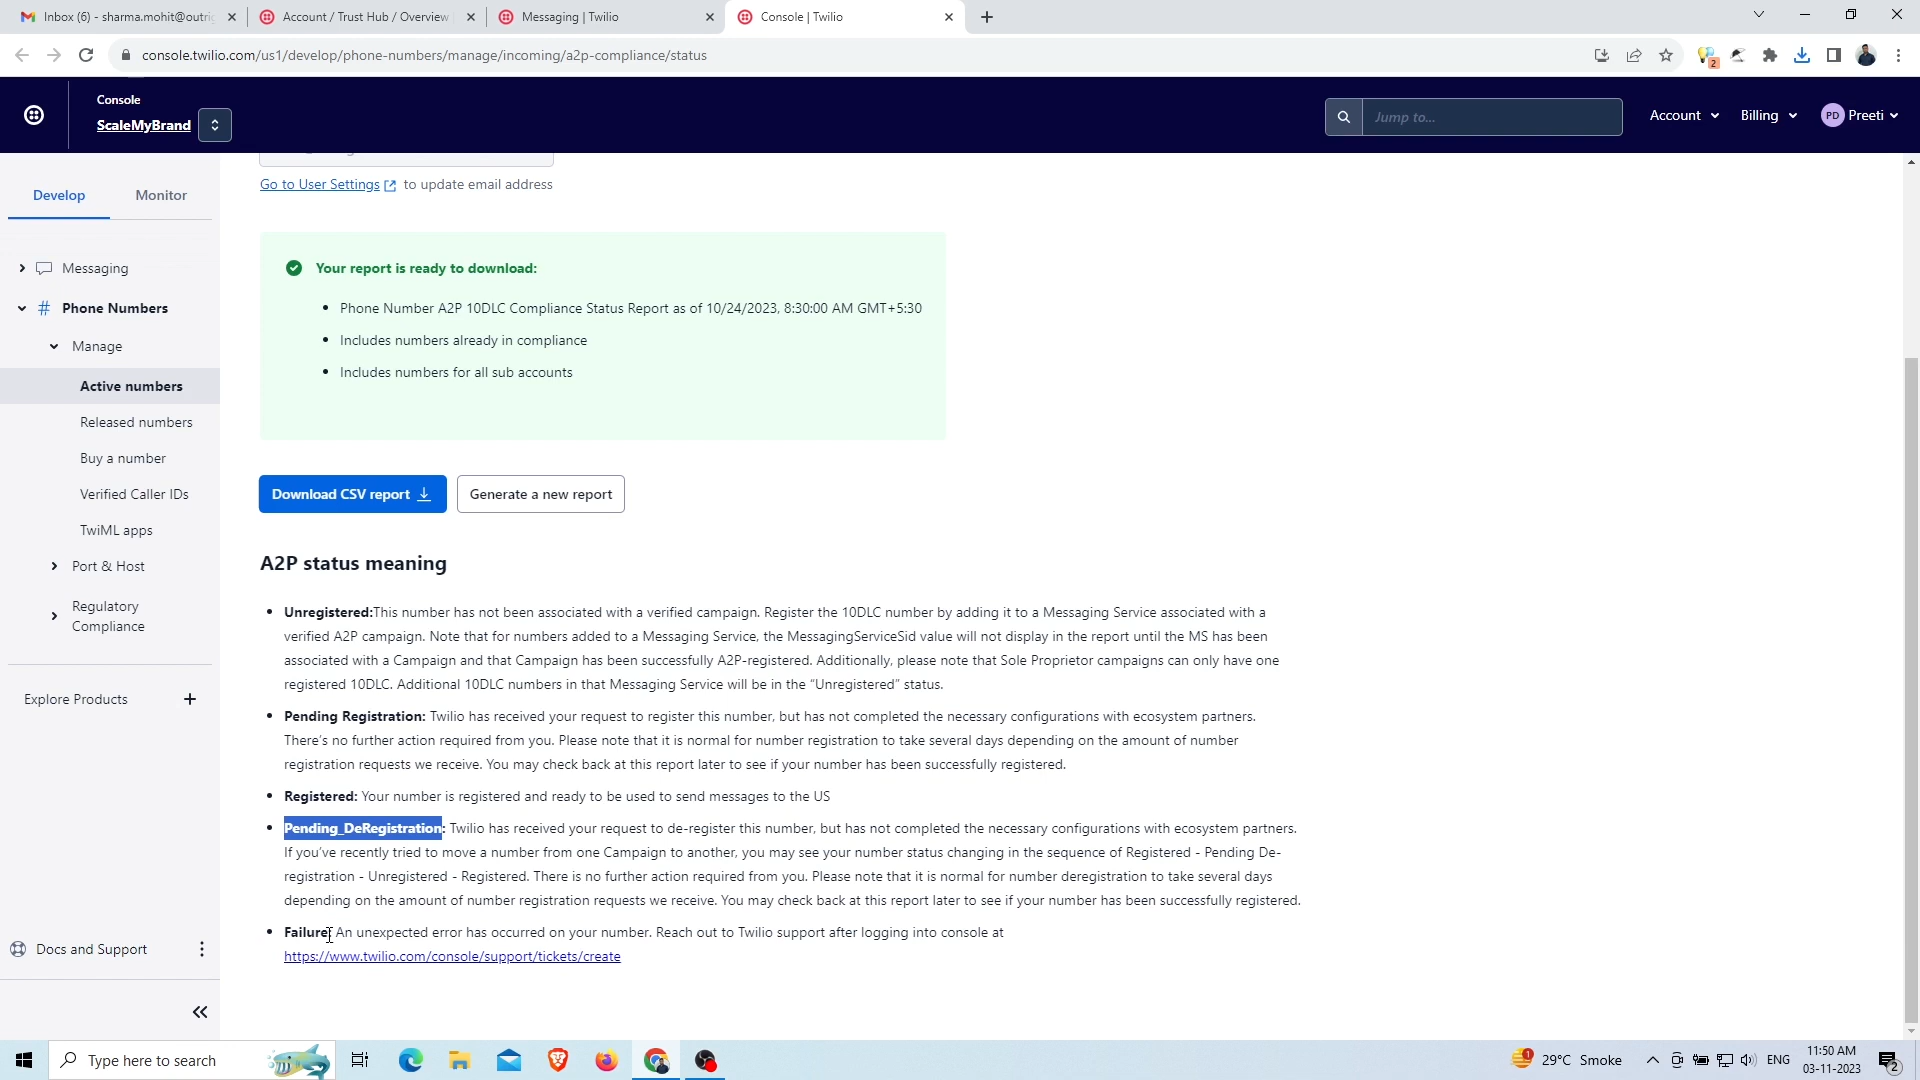 Inbox (6) - sharma.mohit@outri
Account / Trust Hub / Overview
Messaging | Twilio
Console | Twilio
console.twilio.com/us1/develop/phone-numbers/manage/incoming/a2p-compliance/status
2
Console
ScaleMyBrand
Jump to...
Account
Billing
PD
Preeti
Develop
Monitor
Messaging
Phone Numbers
Manage
Active numbers
Released numbers
Buy a number
Verified Caller IDs
TwiML apps
Port & Host
Regulatory
Compliance
Explore Products
Docs and Support
Go to User Settings to update email address
Your report is ready to download:
Phone Number A2P 10DLC Compliance Status Report as of 10/24/2023, 8:30:00 AM GMT+5:30
Includes numbers already in compliance
Includes numbers for all sub accounts
Download CSV report
Generate a new report
A2P status meaning
Unregistered:This number has not been associated with a verified campaign. Register the 10DLC number by adding it to a Messaging Service associated with a
verified A2P campaign. Note that for numbers added to a Messaging Service, the MessagingServiceSid value will not display in the report until the MS has been
associated with a Campaign and that Campaign has been successfully A2P-registered. Additionally, please note that Sole Proprietor campaigns can only have one
registered 10DLC. Additional 10DLC numbers in that Messaging Service will be in the “Unregistered” status.
Pending Registration: Twilio has received your request to register this number, but has not completed the necessary configurations with ecosystem partners.
There’s no further action required from you. Please note that it is normal for number registration to take several days depending on the amount of number
registration requests we receive. You may check back at this report later to see if your number has been successfully registered.
Registered: Your number is registered and ready to be used to send messages to the US
Pending_DeRegistration: Twilio has received your request to de-register this number, but has not completed the necessary configurations with ecosystem partners.
If you’ve recently tried to move a number from one Campaign to another, you may see your number status changing in the sequence of Registered - Pending De-
registration - Unregistered - Registered. There is no further action required from you. Please note that it is normal for number deregistration to take several days
depending on the amount of number registration requests we receive. You may check back at this report later to see if your number has been successfully registered.
Failure: An unexpected error has occurred on your number. Reach out to Twilio support after logging into console at
https://www.twilio.com/console/support/tickets/create
Type here to search
1
29°C Smoke
ENG
11:50 AM
03-11-2023
2